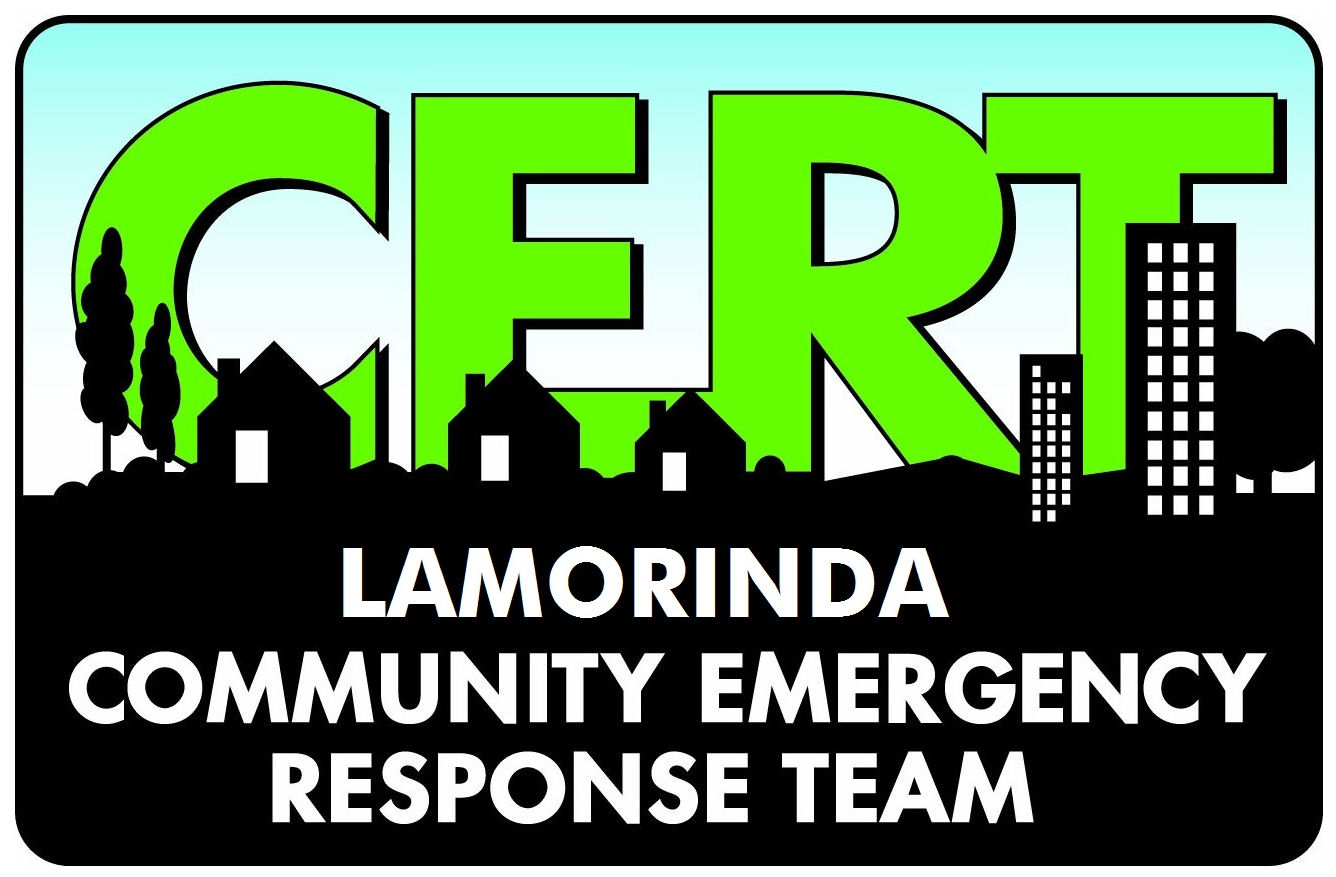 CERT
LAMORINDA
COMMUNITY EMERGENCY
RESPONSE TEAM